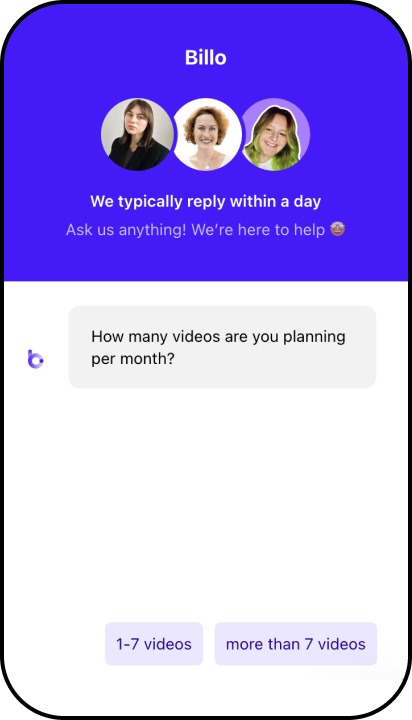 Billo
We typically reply within a day
Ask us anything! We’re here to help 🤩
How many videos are you planning
per month?
1-7 videos
more than 7 videos